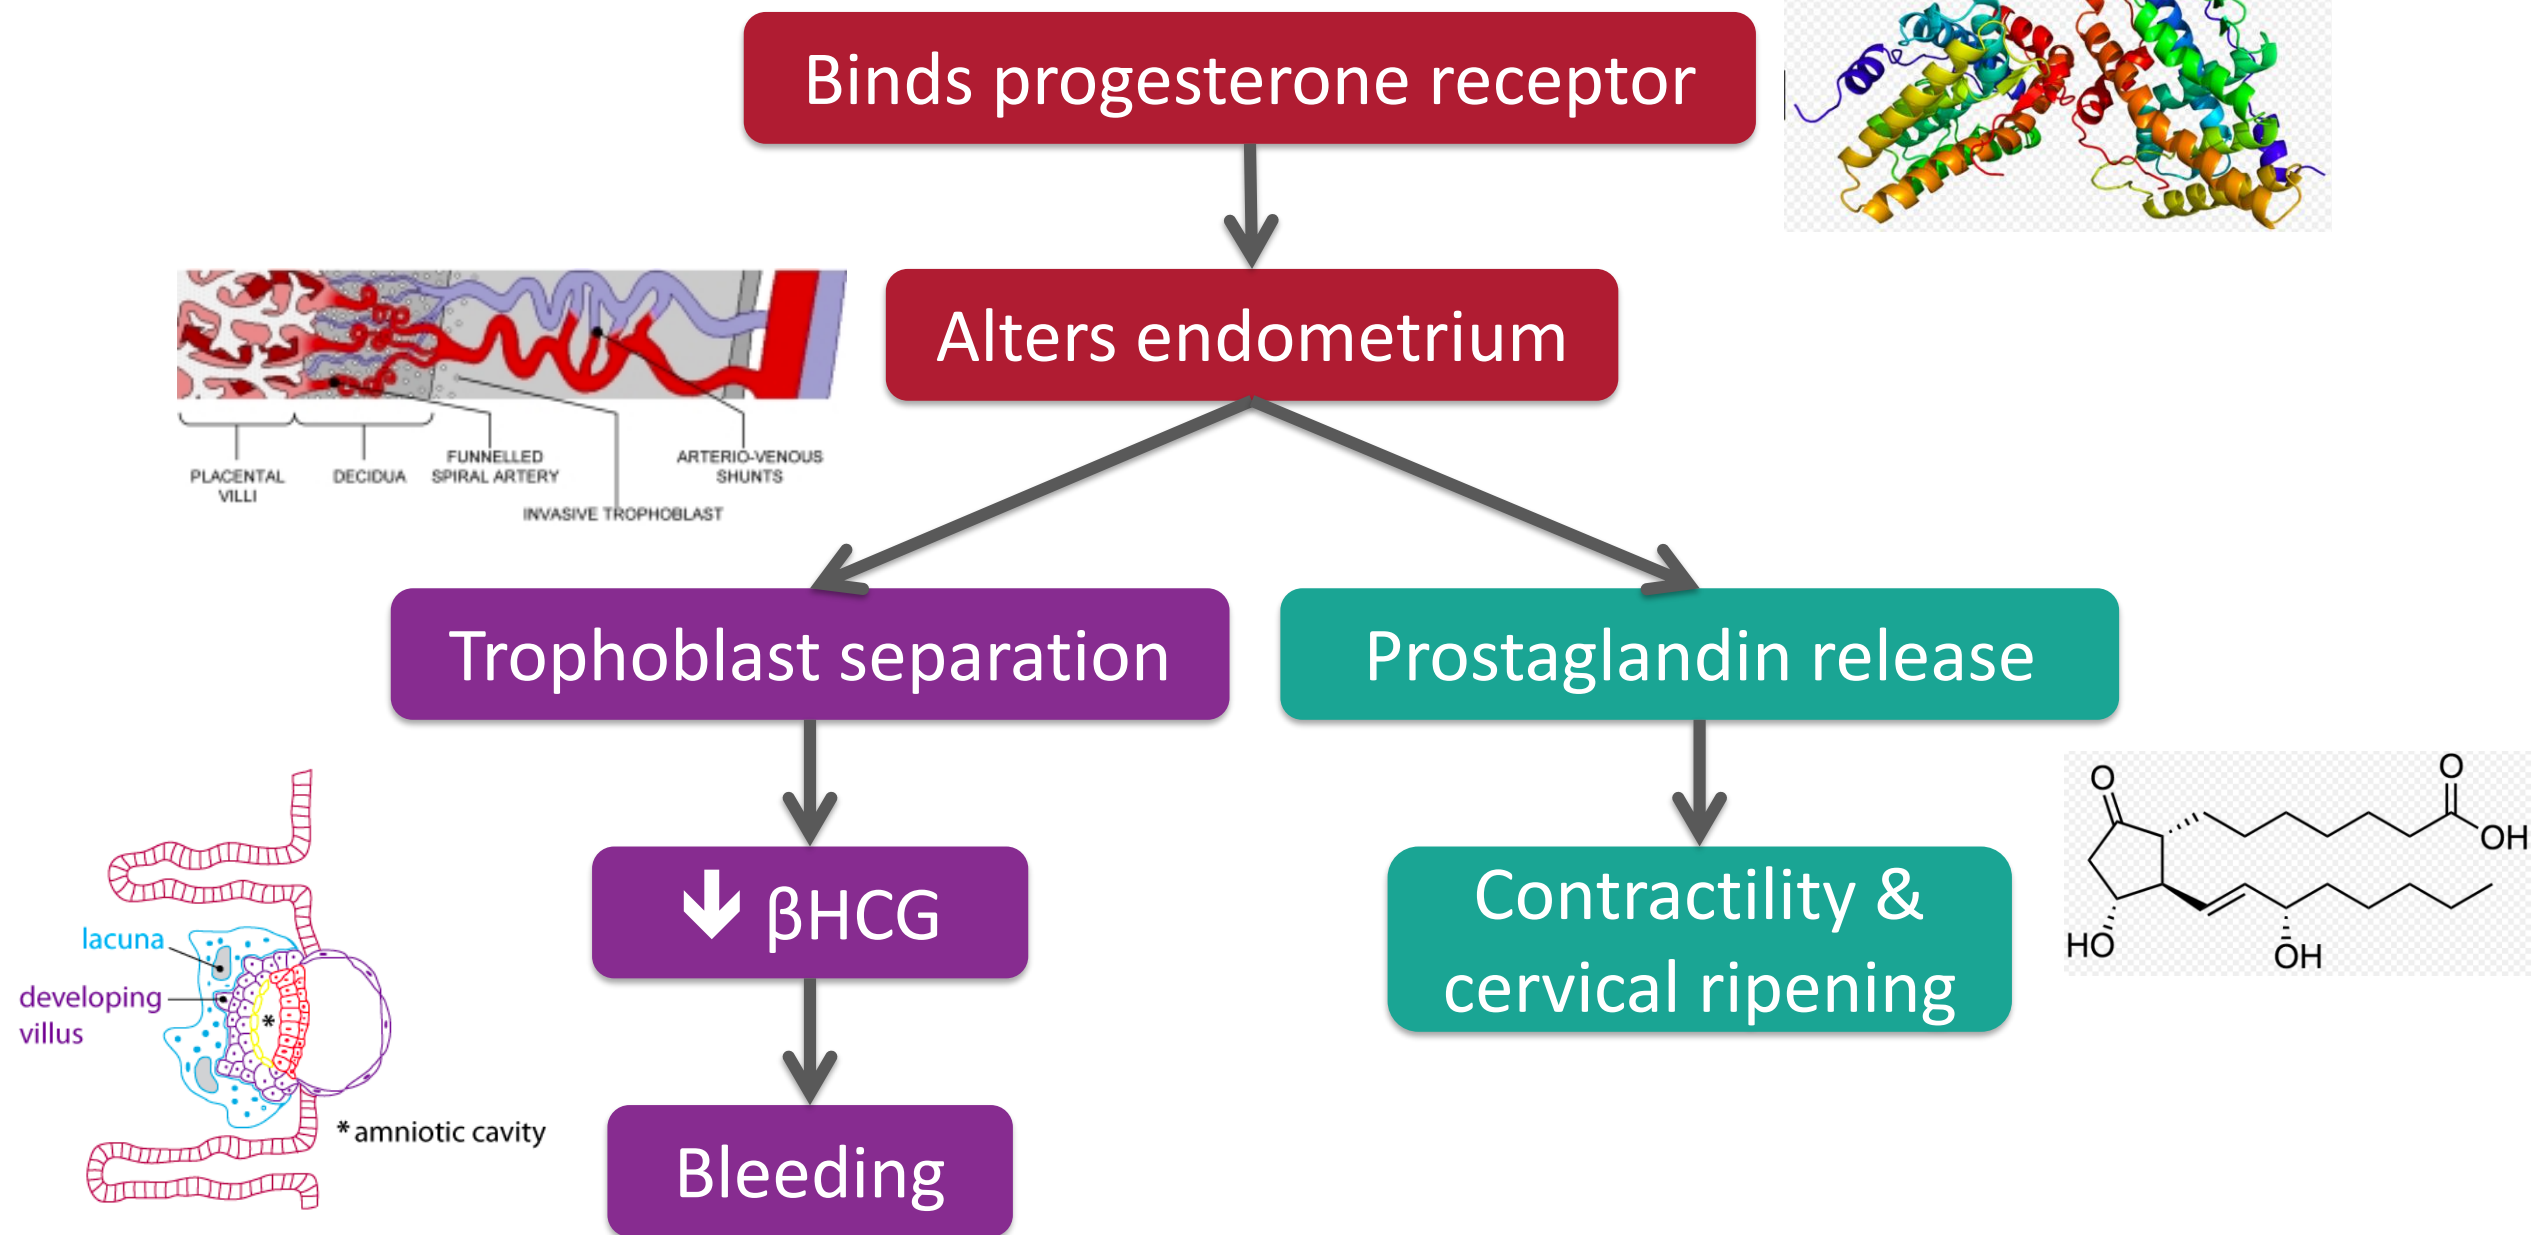 Binds progesterone receptor
Alters endometrium
PLACENTAL
VILLI
DECIDUA
FUNNELLED
SPIRAL ARTERY
INVASIVE TROPHOBLAST
ARTERIO-VENOUS
SHUNTS
Trophoblast separation
Prostaglandin release
🡻 βHCG
Contractility &
cervical ripening
Bleeding
lacuna
developing
villus
*
* amniotic cavity
O
O
OH
HO
OH